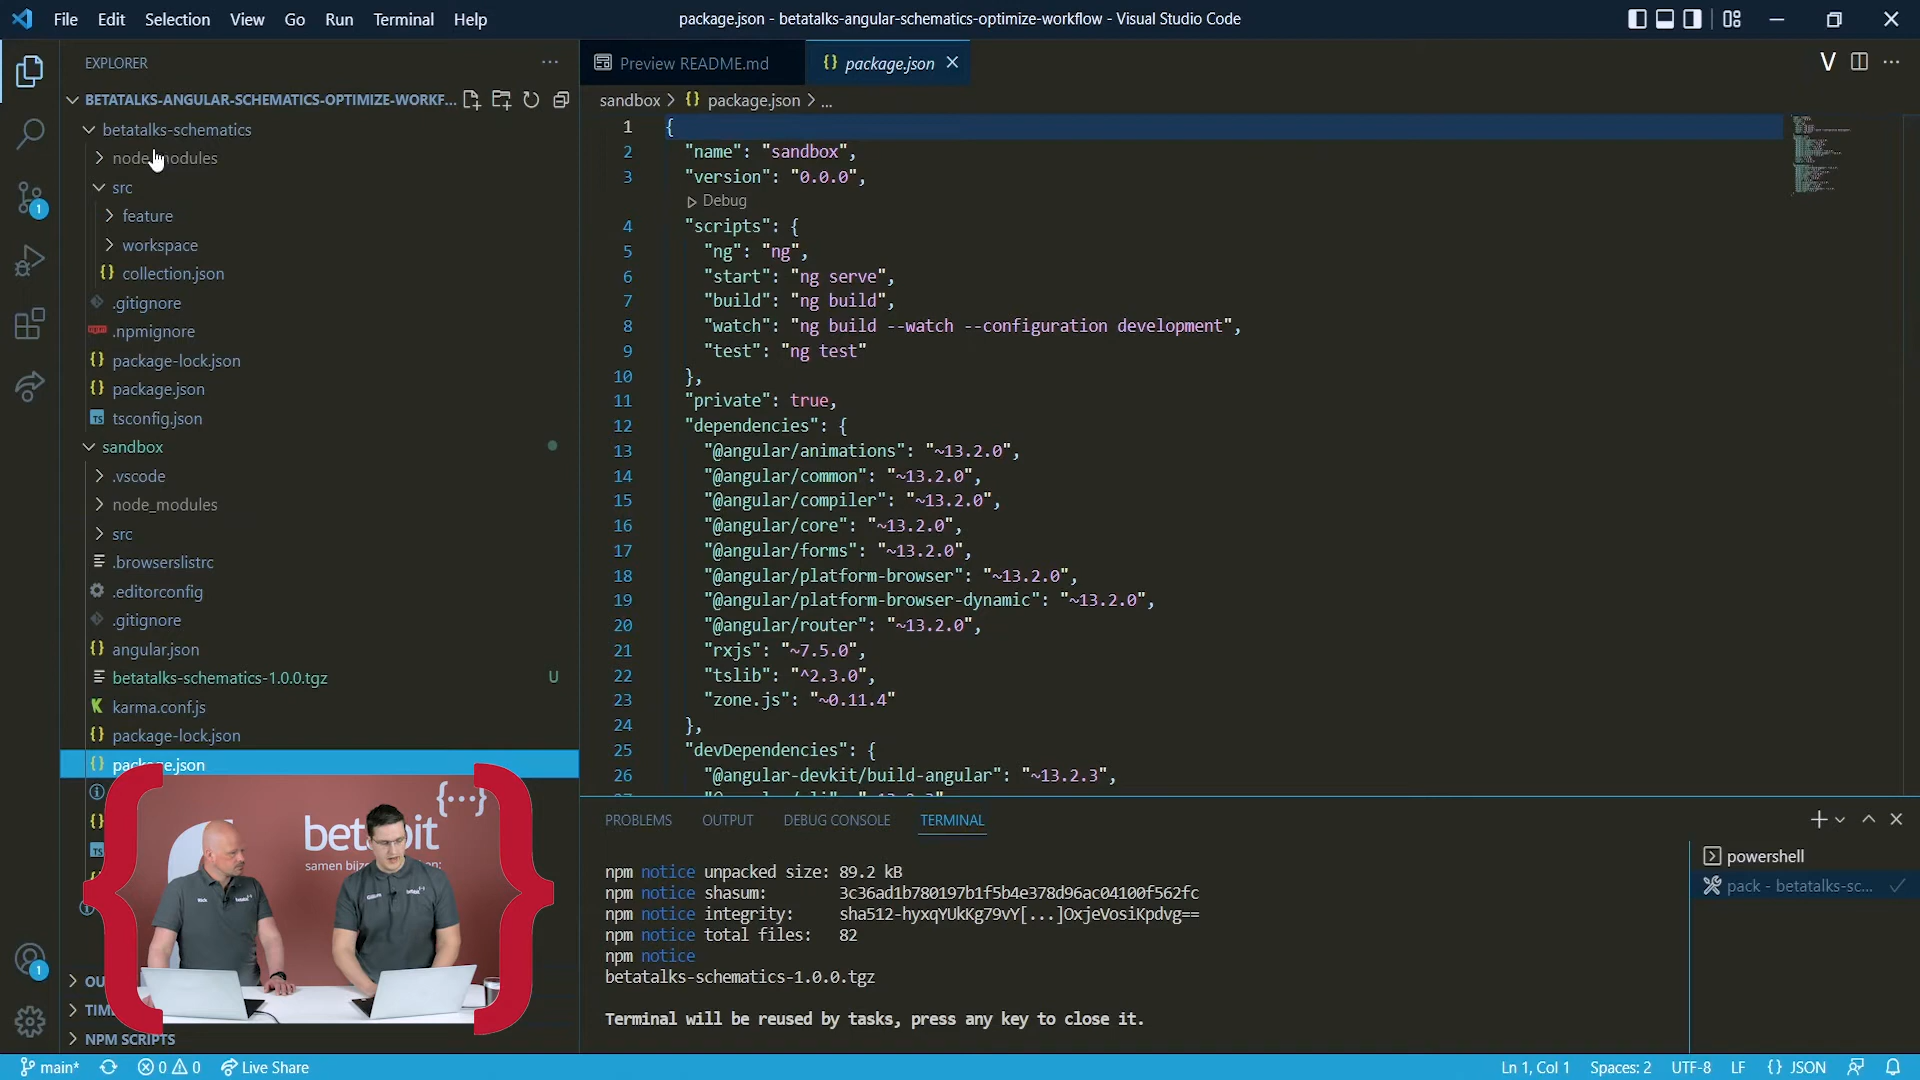 File Edit Selection View Go Run Terminal Help
package.json - betatalks-angular-schematics-optimize-workflow - Visual Studio Code
EXPLORER
BETATALKS-ANGULAR-SCHEMATICS-OPTIMIZE-WORKF...
betatalks-schematics
node_modules
src
feature
workspace
{} collection.json
.gitignore
.npmignore
{} package-lock.json
{} package.json
TS tsconfig.json
sandbox
.vscode
node_modules
src
.browserslistrc
.editorconfig
.gitignore
{} angular.json
betatalks-schematics-1.0.0.tgz U
karma.conf.js
{} package-lock.json
{} package.json
OU
TIM
NPM SCRIPTS
Preview README.md
{} package.json
sandbox > {} package.json > ...
1 {
2 "name": "sandbox",
3 "version": "0.0.0",
Debug
4 "scripts": {
5 "ng": "ng",
6 "start": "ng serve",
7 "build": "ng build",
8 "watch": "ng build --watch --configuration development",
9 "test": "ng test"
10 },
11 "private": true,
12 "dependencies": {
13 "@angular/animations": "~13.2.0",
14 "@angular/common": "~13.2.0",
15 "@angular/compiler": "~13.2.0",
16 "@angular/core": "~13.2.0",
17 "@angular/forms": "~13.2.0",
18 "@angular/platform-browser": "~13.2.0",
19 "@angular/platform-browser-dynamic": "~13.2.0",
20 "@angular/router": "~13.2.0",
21 "rxjs": "~7.5.0",
22 "tslib": "^2.3.0",
23 "zone.js": "~0.11.4"
24 },
25 "devDependencies": {
26 "@angular-devkit/build-angular": "~13.2.3",
PROBLEMS OUTPUT DEBUG CONSOLE TERMINAL
npm notice unpacked size: 89.2 kB
npm notice shasum: 3c36ad1b780197b1f5b4e378d96ac04100f562fc
npm notice integrity: sha512-hyxqYUkKg79vY[...]OxjeVosiKpdvg==
npm notice total files: 82
npm notice
betatalks-schematics-1.0.0.tgz
Terminal will be reused by tasks, press any key to close it.
powershell
pack - betatalks-sc...
{...}
samen bijz
main* 0 0 Live Share
Ln 1, Col 1 Spaces: 2 UTF-8 LF {} JSON